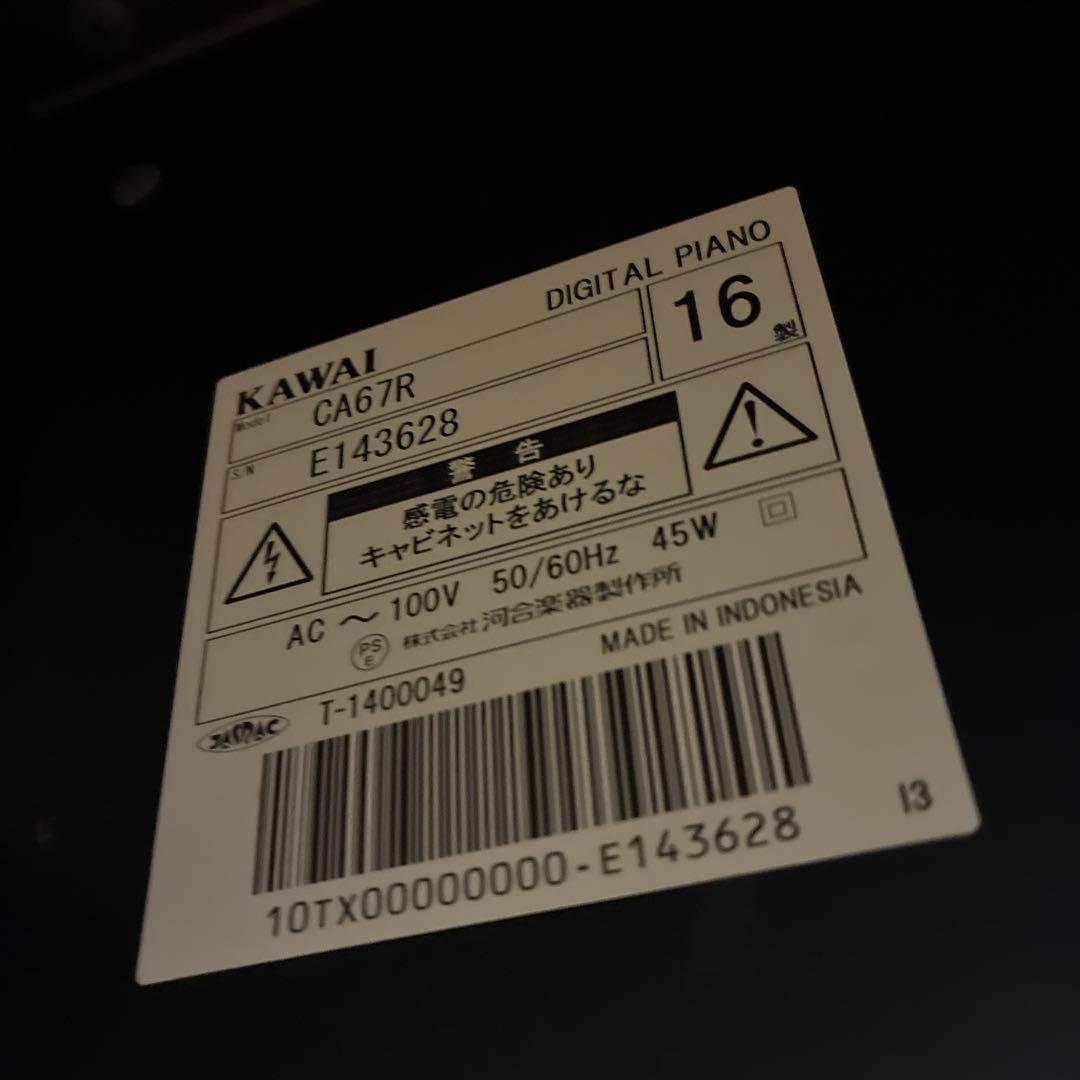 DIGITAL PIANO
KAWAI
Model CA67R
16製
S/N E143628
警告
感電の危険あり
キャビネットをあけるな
AC ～ 100V 50/60Hz 45W
PS E 株式会社 河合楽器製作所
MADE IN INDONESIA
JASRAC T-1400049
10TX00000000-E143628
13